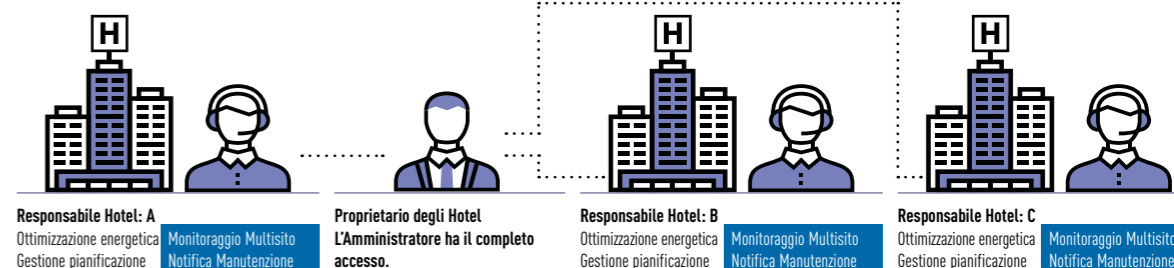 H
H
H
Responsabile Hotel: A
Ottimizzazione energetica
Gestione pianificazione
Monitoraggio Multisito
Notifica Manutenzione
Proprietario degli Hotel
L'Amministratore ha il completo
accesso.
Responsabile Hotel: B
Ottimizzazione energetica
Gestione pianificazione
Monitoraggio Multisito
Notifica Manutenzione
Responsabile Hotel: C
Ottimizzazione energetica
Gestione pianificazione
Monitoraggio Multisito
Notifica Manutenzione